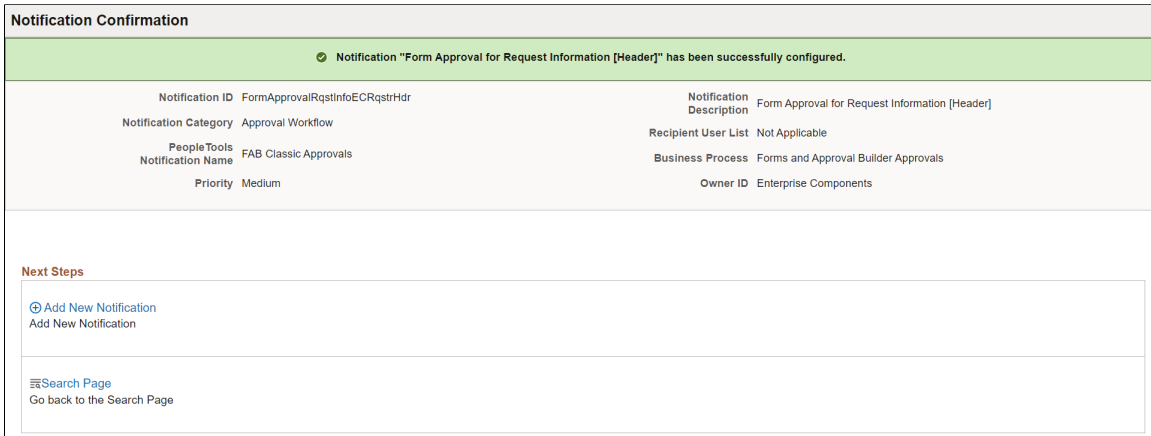 Notification Confirmation
Notification "Form Approval for Request Information [Header]" has been successfully configured.
Notification ID FormApprovalRqstInfoECRqstrHdr
Notification Category Approval Workflow
PeopleTools
Notification Name FAB Classic Approvals
Priority Medium
Notification
Description Form Approval for Request Information [Header]
Recipient User List Not Applicable
Business Process Forms and Approval Builder Approvals
Owner ID Enterprise Components
Next Steps
Add New Notification
Add New Notification
Search Page
Go back to the Search Page